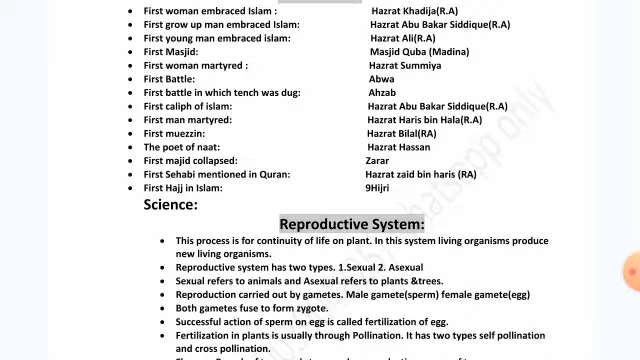 First woman embraced Islam : Hazrat Khadija(R.A)
First grow up man embraced Islam: Hazrat Abu Bakar Siddique(R.A)
First young man embraced islam: Hazrat Ali(R.A)
First Masjid: Masjid Quba (Madina)
First woman martyred : Hazrat Summiya
First Battle: Abwa
First battle in which tench was dug: Ahzab
First caliph of islam: Hazrat Abu Bakar Siddique(R.A)
First man martyred: Hazrat Haris bin Hala(R.A)
First muezzin: Hazrat Bilal(RA)
The poet of naat: Hazrat Hassan
First majid collapsed: Zarar
First Sehabi mentioned in Quran: Hazrat zaid bin haris (RA)
First Hajj in Islam: 9Hijri
Science:
Reproductive System:
This process is for continuity of life on plant. In this system living organisms produce
new living organisms.
Reproductive system has two types. 1.Sexual 2. Asexual
Sexual refers to animals and Asexual refers to plants &trees.
Reproduction carried out by gametes. Male gamete(sperm) female gamete(egg)
Both gametes fuse to form zygote.
Successful action of sperm on egg is called fertilization of egg.
Fertilization in plants is usually through Pollination. It has two types self pollination
and cross pollination.
whatsapp only